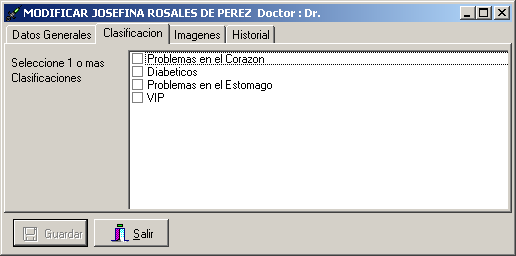 MODIFICAR JOSEFINA ROSALES DE PEREZ Doctor : Dr.
Datos Generales Clasificacion Imagenes Historial
Seleccione 1 o mas
Clasificaciones
Problemas en el Corazon
Diabeticos
Problemas en el Estomago
VIP
Guardar Salir